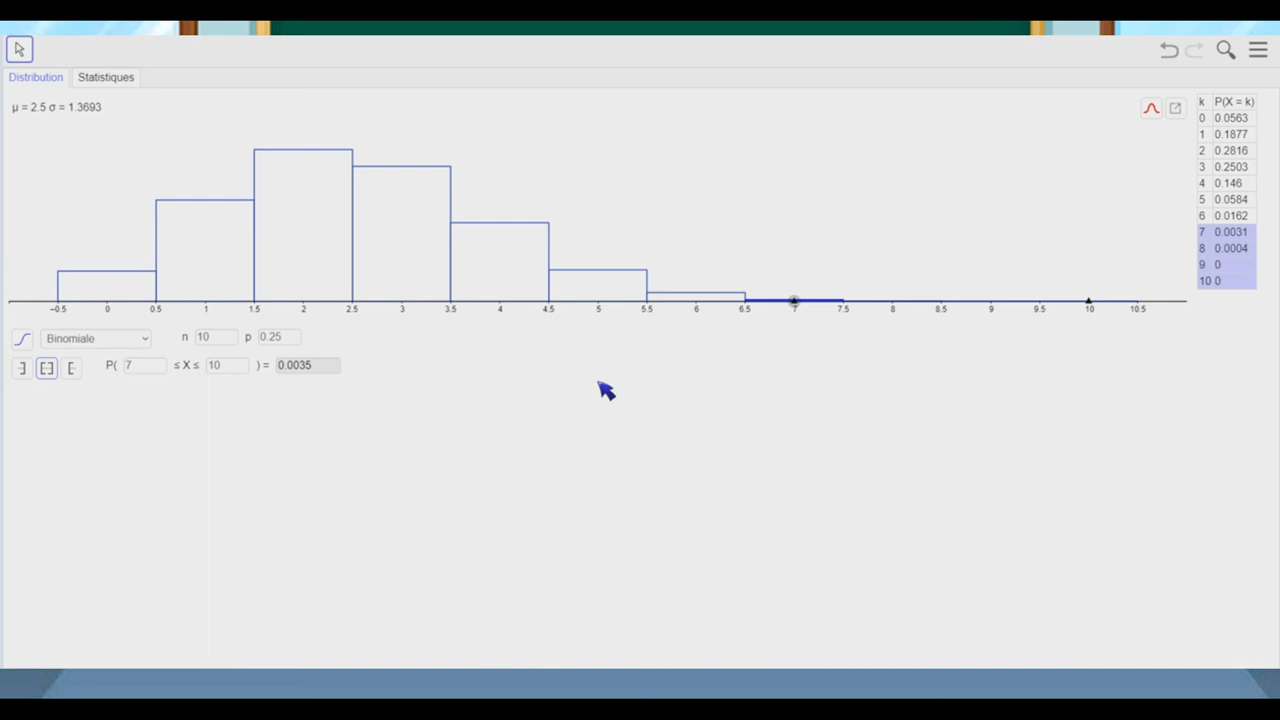 Distribution Statistiques
μ = 2.5 σ = 1.3693
k P(X = k)
0 0.0563
1 0.1877
2 0.2816
3 0.2503
4 0.146
5 0.0584
6 0.0162
7 0.0031
8 0.0004
9 0
10 0
−0.5 0 0.5 1 1.5 2 2.5 3 3.5 4 4.5 5 5.5 6 6.5 7 7.5 8 8.5 9 9.5 10 10.5
Binomiale n 10 p 0.25
P( 7 ≤ X ≤ 10 ) = 0.0035